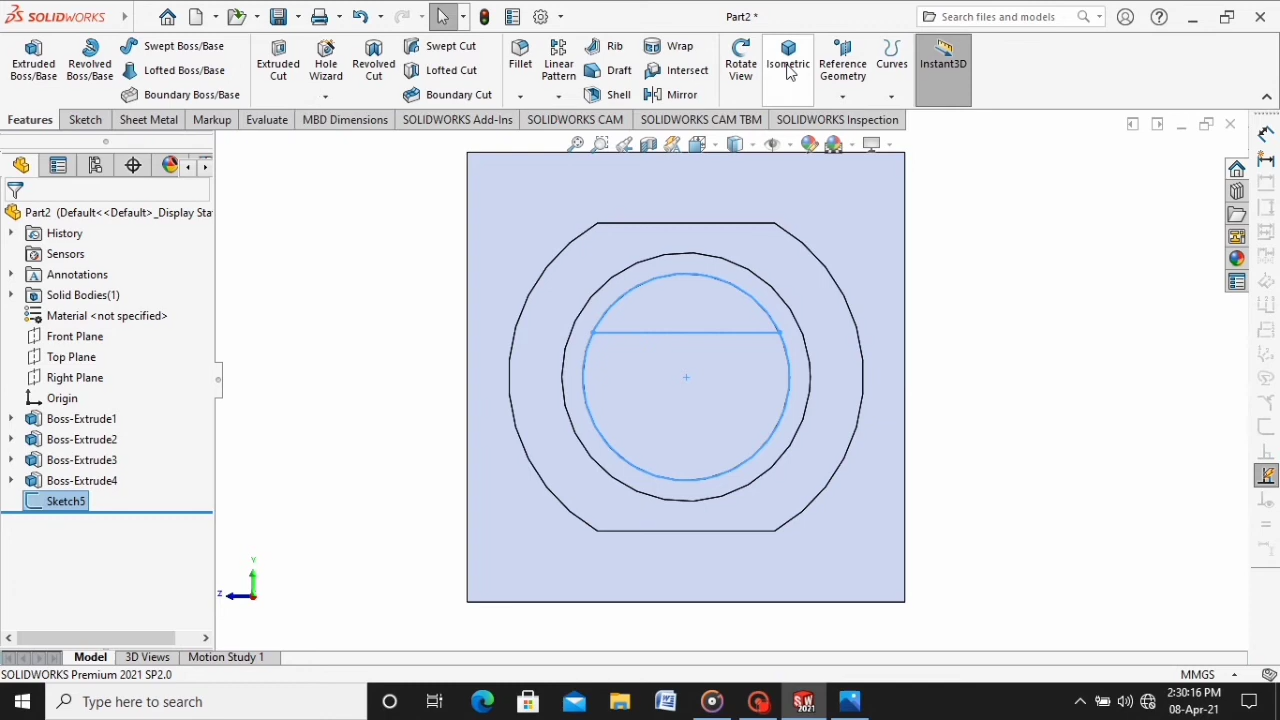 SOLIDWORKS
Part2 *
Search files and models
Extruded Boss/Base
Revolved Boss/Base
Swept Boss/Base
Lofted Boss/Base
Boundary Boss/Base
Extruded Cut
Hole Wizard
Revolved Cut
Swept Cut
Lofted Cut
Boundary Cut
Fillet
Linear Pattern
Rib
Draft
Shell
Wrap
Intersect
Mirror
Rotate View
Isometric
Reference Geometry
Curves
Instant3D
Features
Sketch
Sheet Metal
Markup
Evaluate
MBD Dimensions
SOLIDWORKS Add-Ins
SOLIDWORKS CAM
SOLIDWORKS CAM TBM
SOLIDWORKS Inspection
Part2 (Default<<Default>_Display Sta
History
Sensors
Annotations
Solid Bodies(1)
Material <not specified>
Front Plane
Top Plane
Right Plane
Origin
Boss-Extrude1
Boss-Extrude2
Boss-Extrude3
Boss-Extrude4
Sketch5
Y
Z
Model
3D Views
Motion Study 1
SOLIDWORKS Premium 2021 SP2.0
MMGS
Type here to search
2:30:16 PM
08-Apr-21